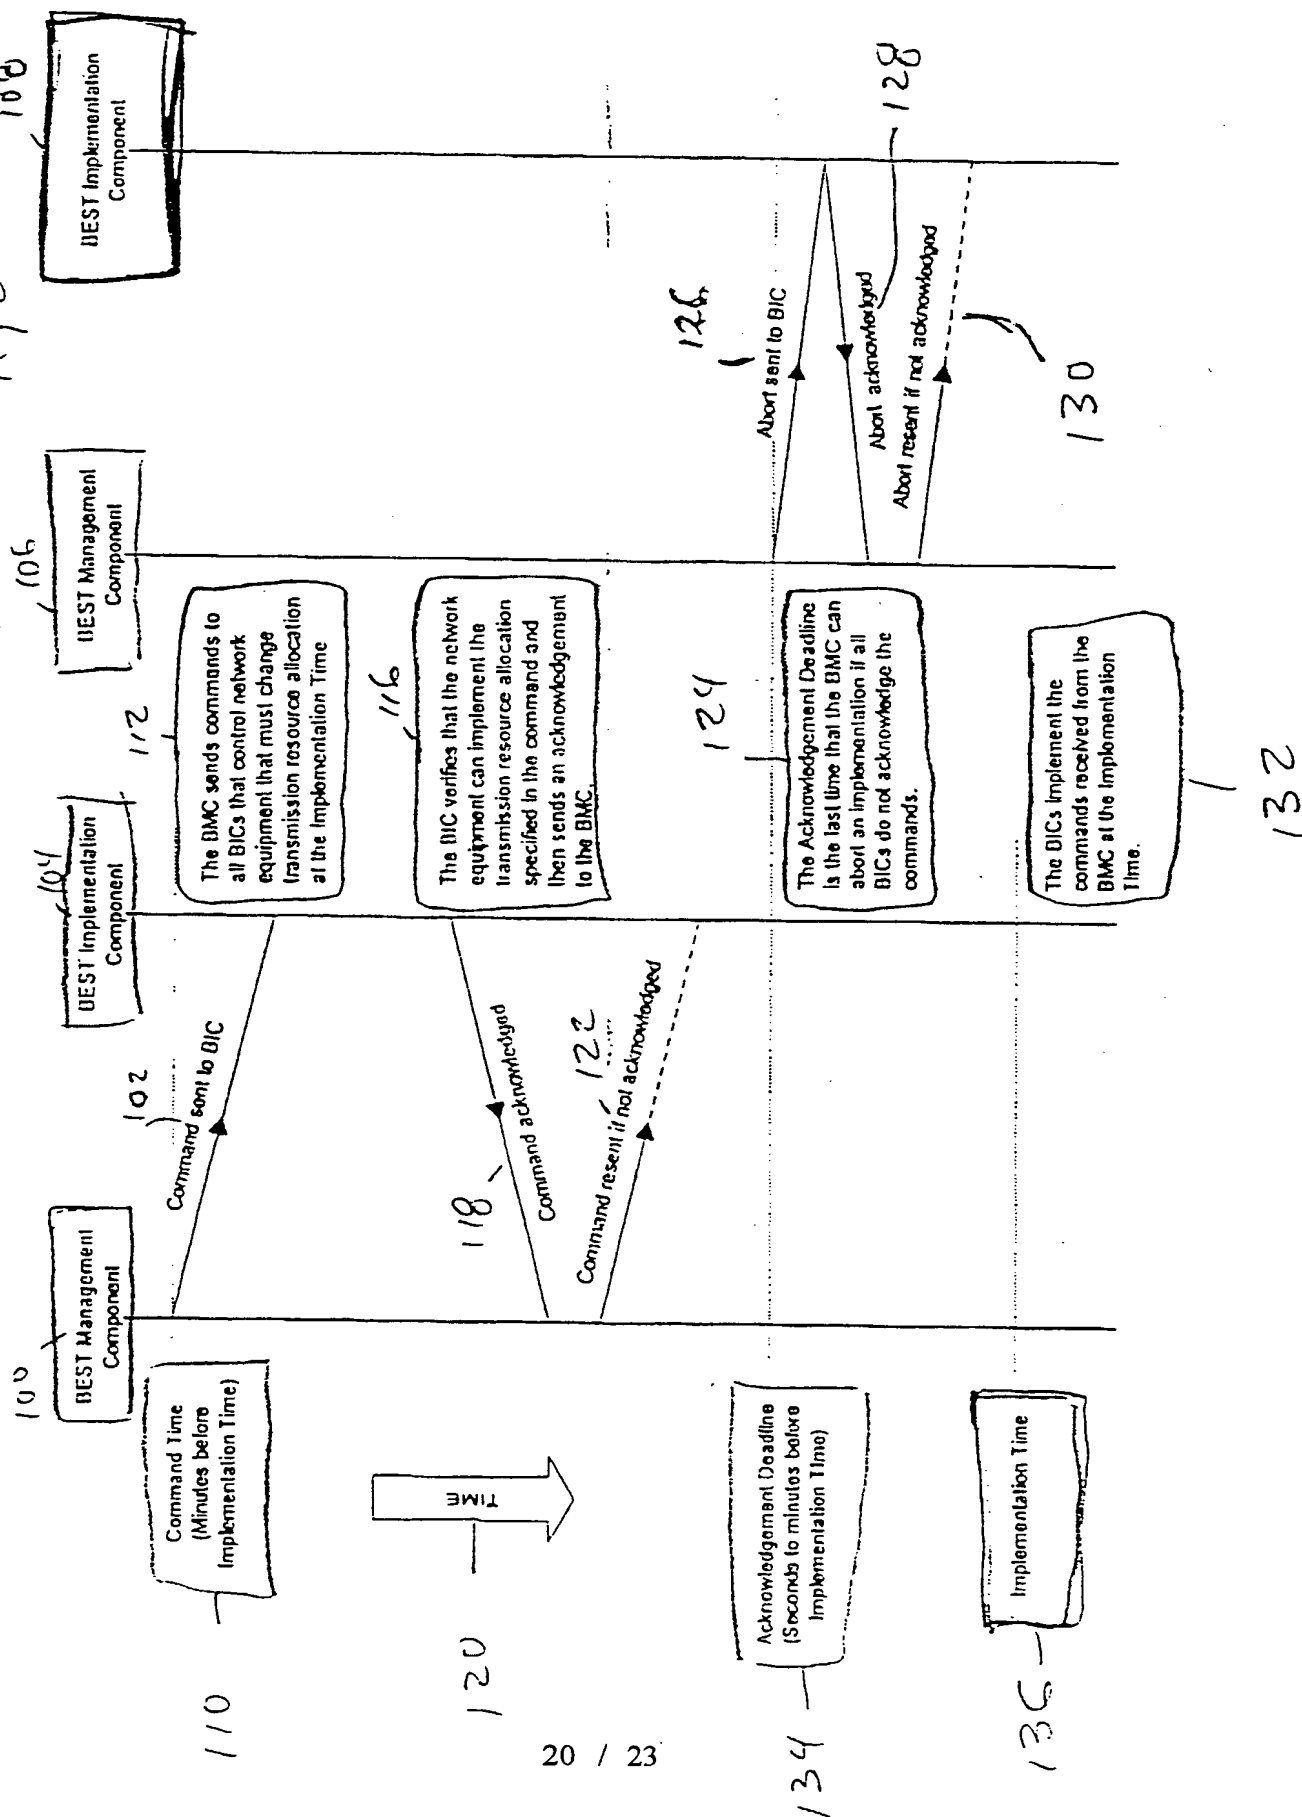 100
BEST Management
Component
104
BEST Implementation
Component
106
BEST Management
Component
108
BEST Implementation
Component
110
Command Time
(Minutes before
Implementation Time)
102
Command sent to BIC
112
The BMC sends commands to
all BICs that control network
equipment that must change
transmission resource allocation
at the Implementation Time
120
TIME
116
The BIC verifies that the network
equipment can implement the
transmission resource allocation
specified in the command and
then sends an acknowledgement
to the BMC.
118
Command acknowledged
122
Command resent if not acknowledged
134
Acknowledgement Deadline
(Seconds to minutes before
Implementation Time)
124
The Acknowledgement Deadline
is the last time that the BMC can
abort an implementation if all
BICs do not acknowledge the
commands.
126
Abort sent to BIC
128
Abort acknowledged
Abort resent if not acknowledged
130
136
Implementation Time
The BICs implement the
commands received from the
BMC at the Implementation
Time.
132
20 / 23